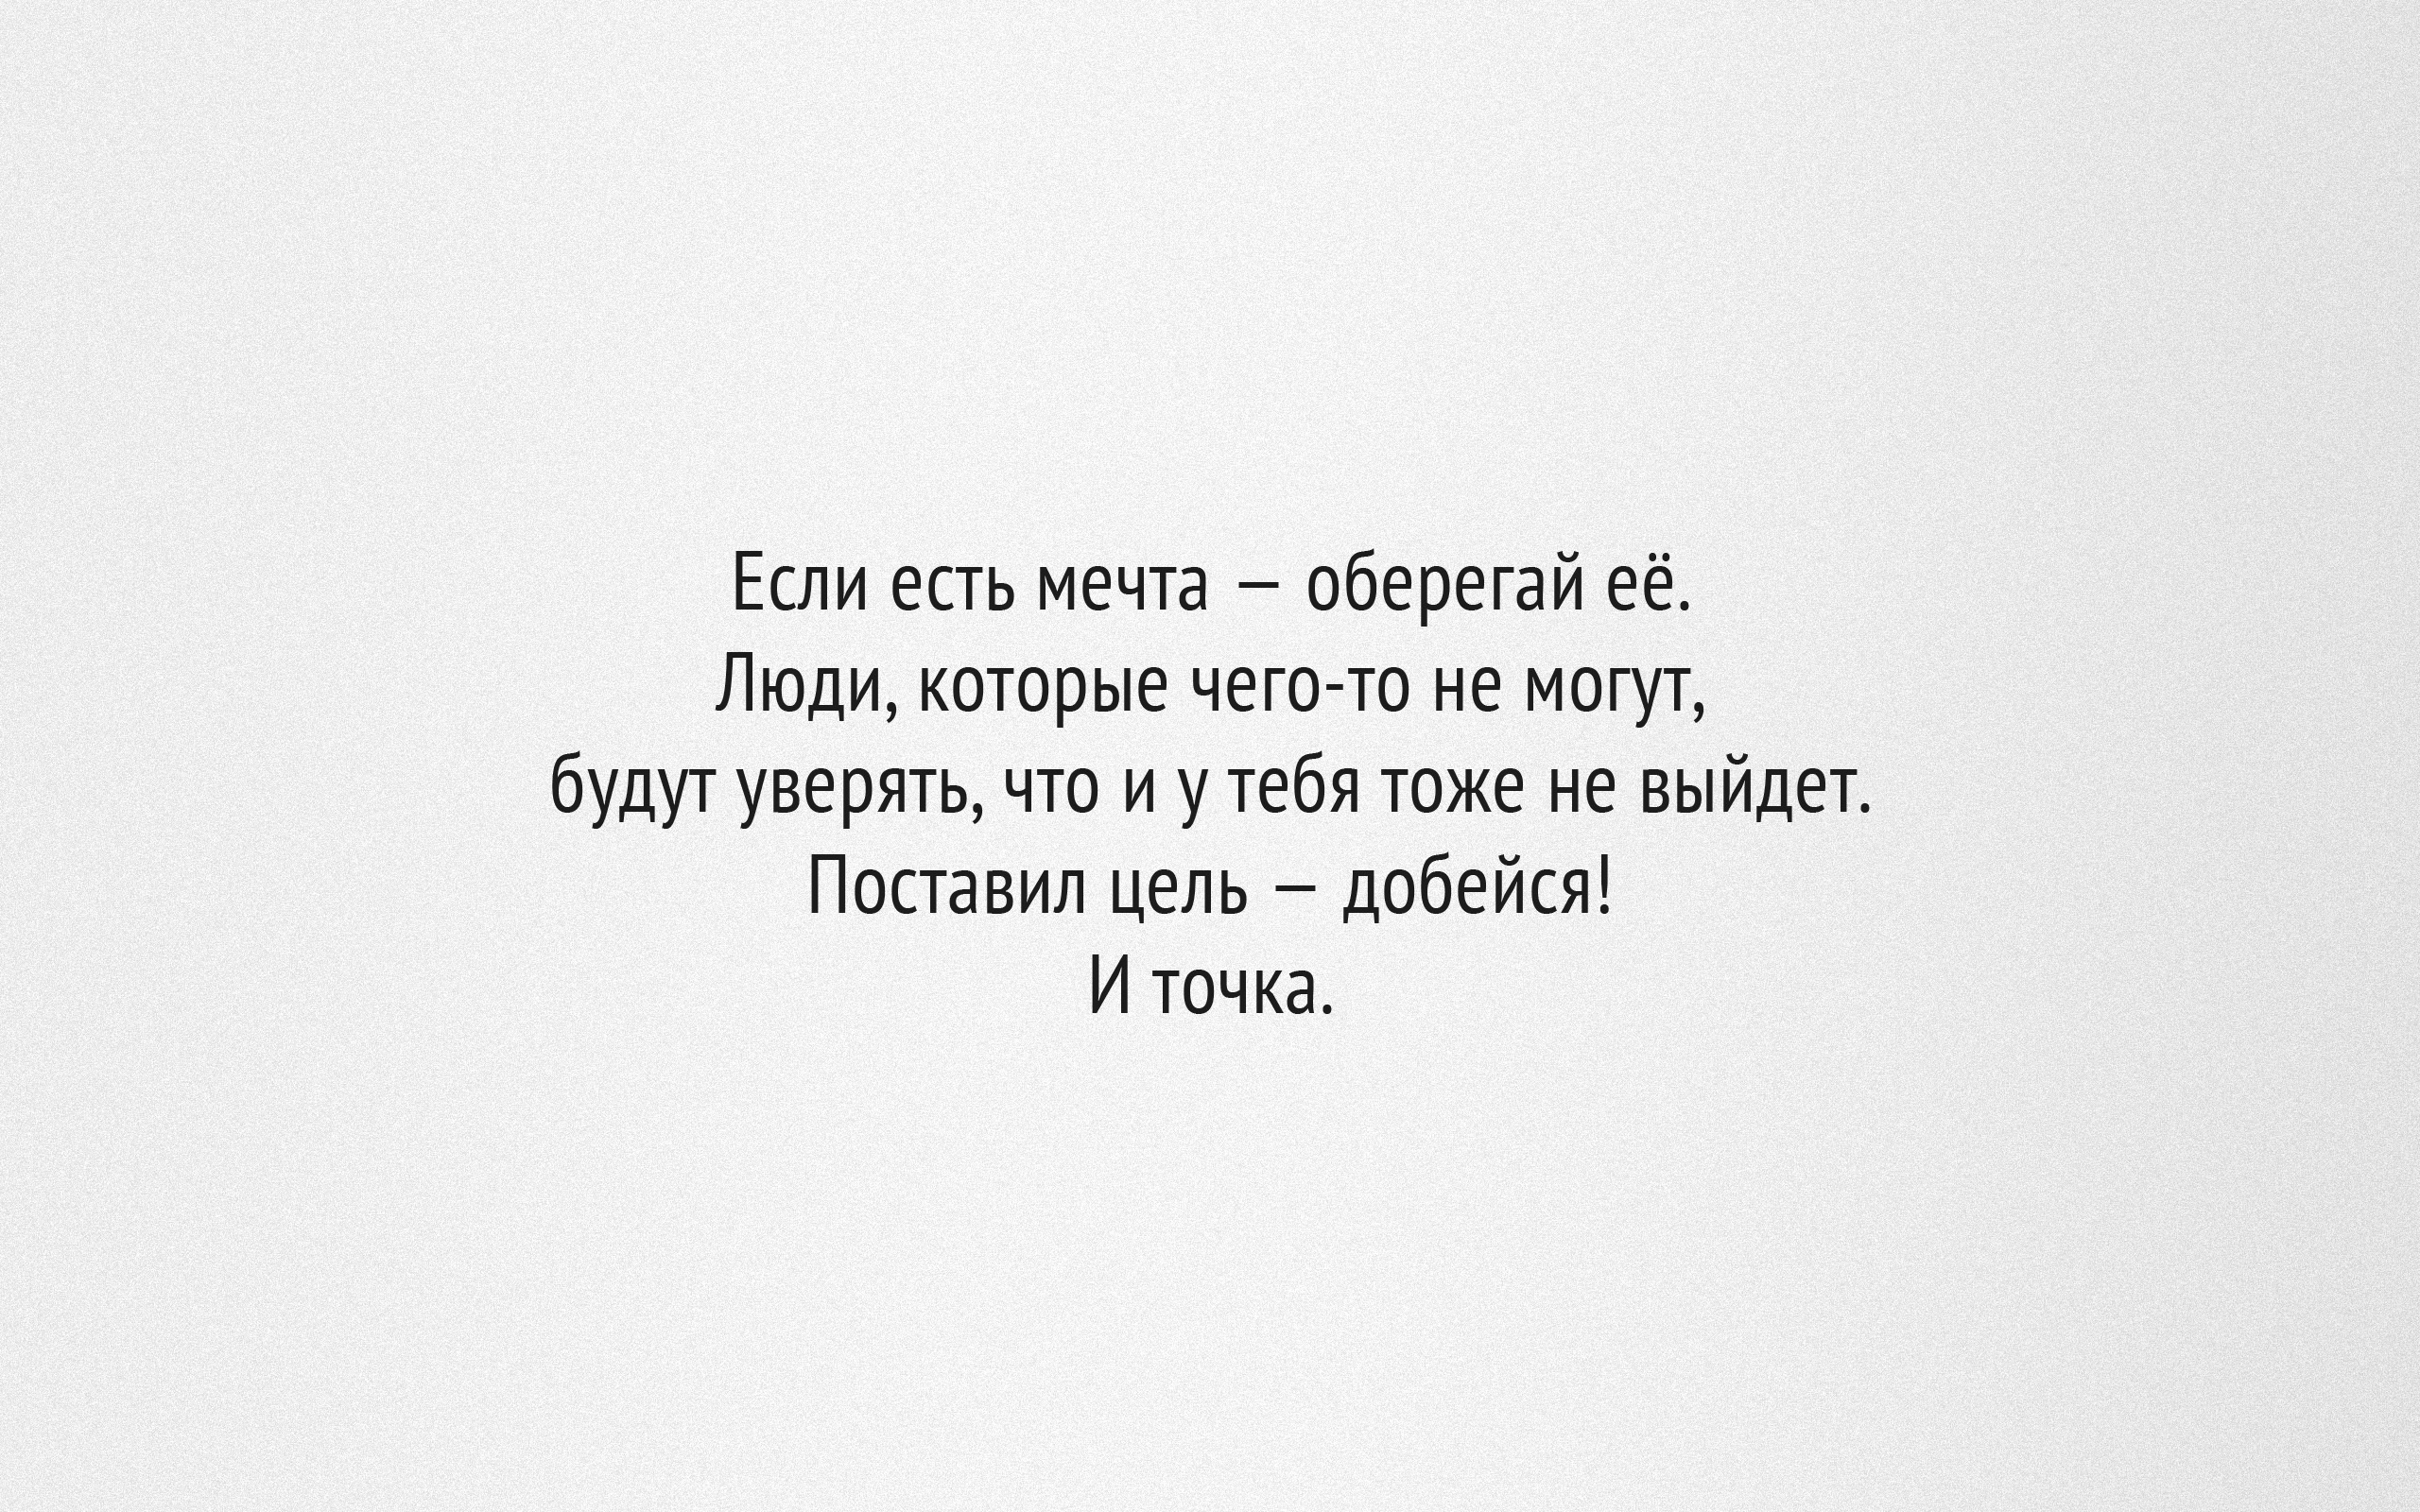 Если есть мечта — оберегай её.
Люди, которые чего-то не могут,
будут уверять, что и у тебя тоже не выйдет.
Поставил цель — добейся!
И точка.